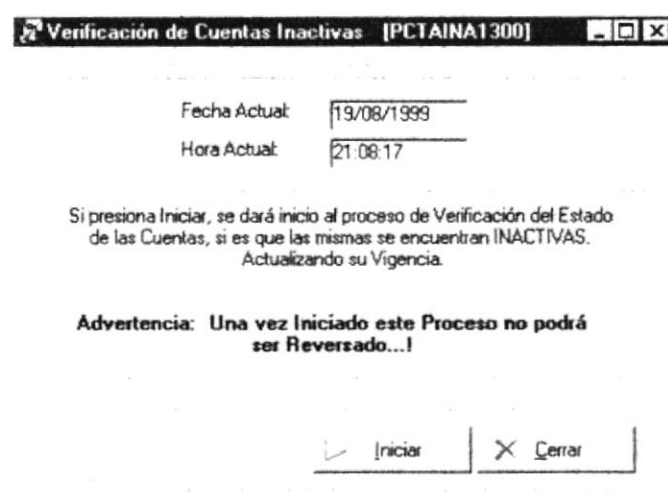 Verificación de Cuentas Inactivas [PCTAINA1300]
Fecha Actual: 19/08/1999
Hora Actual: 21:08:17
Si presiona Iniciar, se dará inicio al proceso de Verificación del Estado
de las Cuentas, si es que las mismas se encuentran INACTIVAS.
Actualizando su Vigencia.
Advertencia: Una vez Iniciado este Proceso no podrá
ser Reversado...!
Iniciar
Cerrar